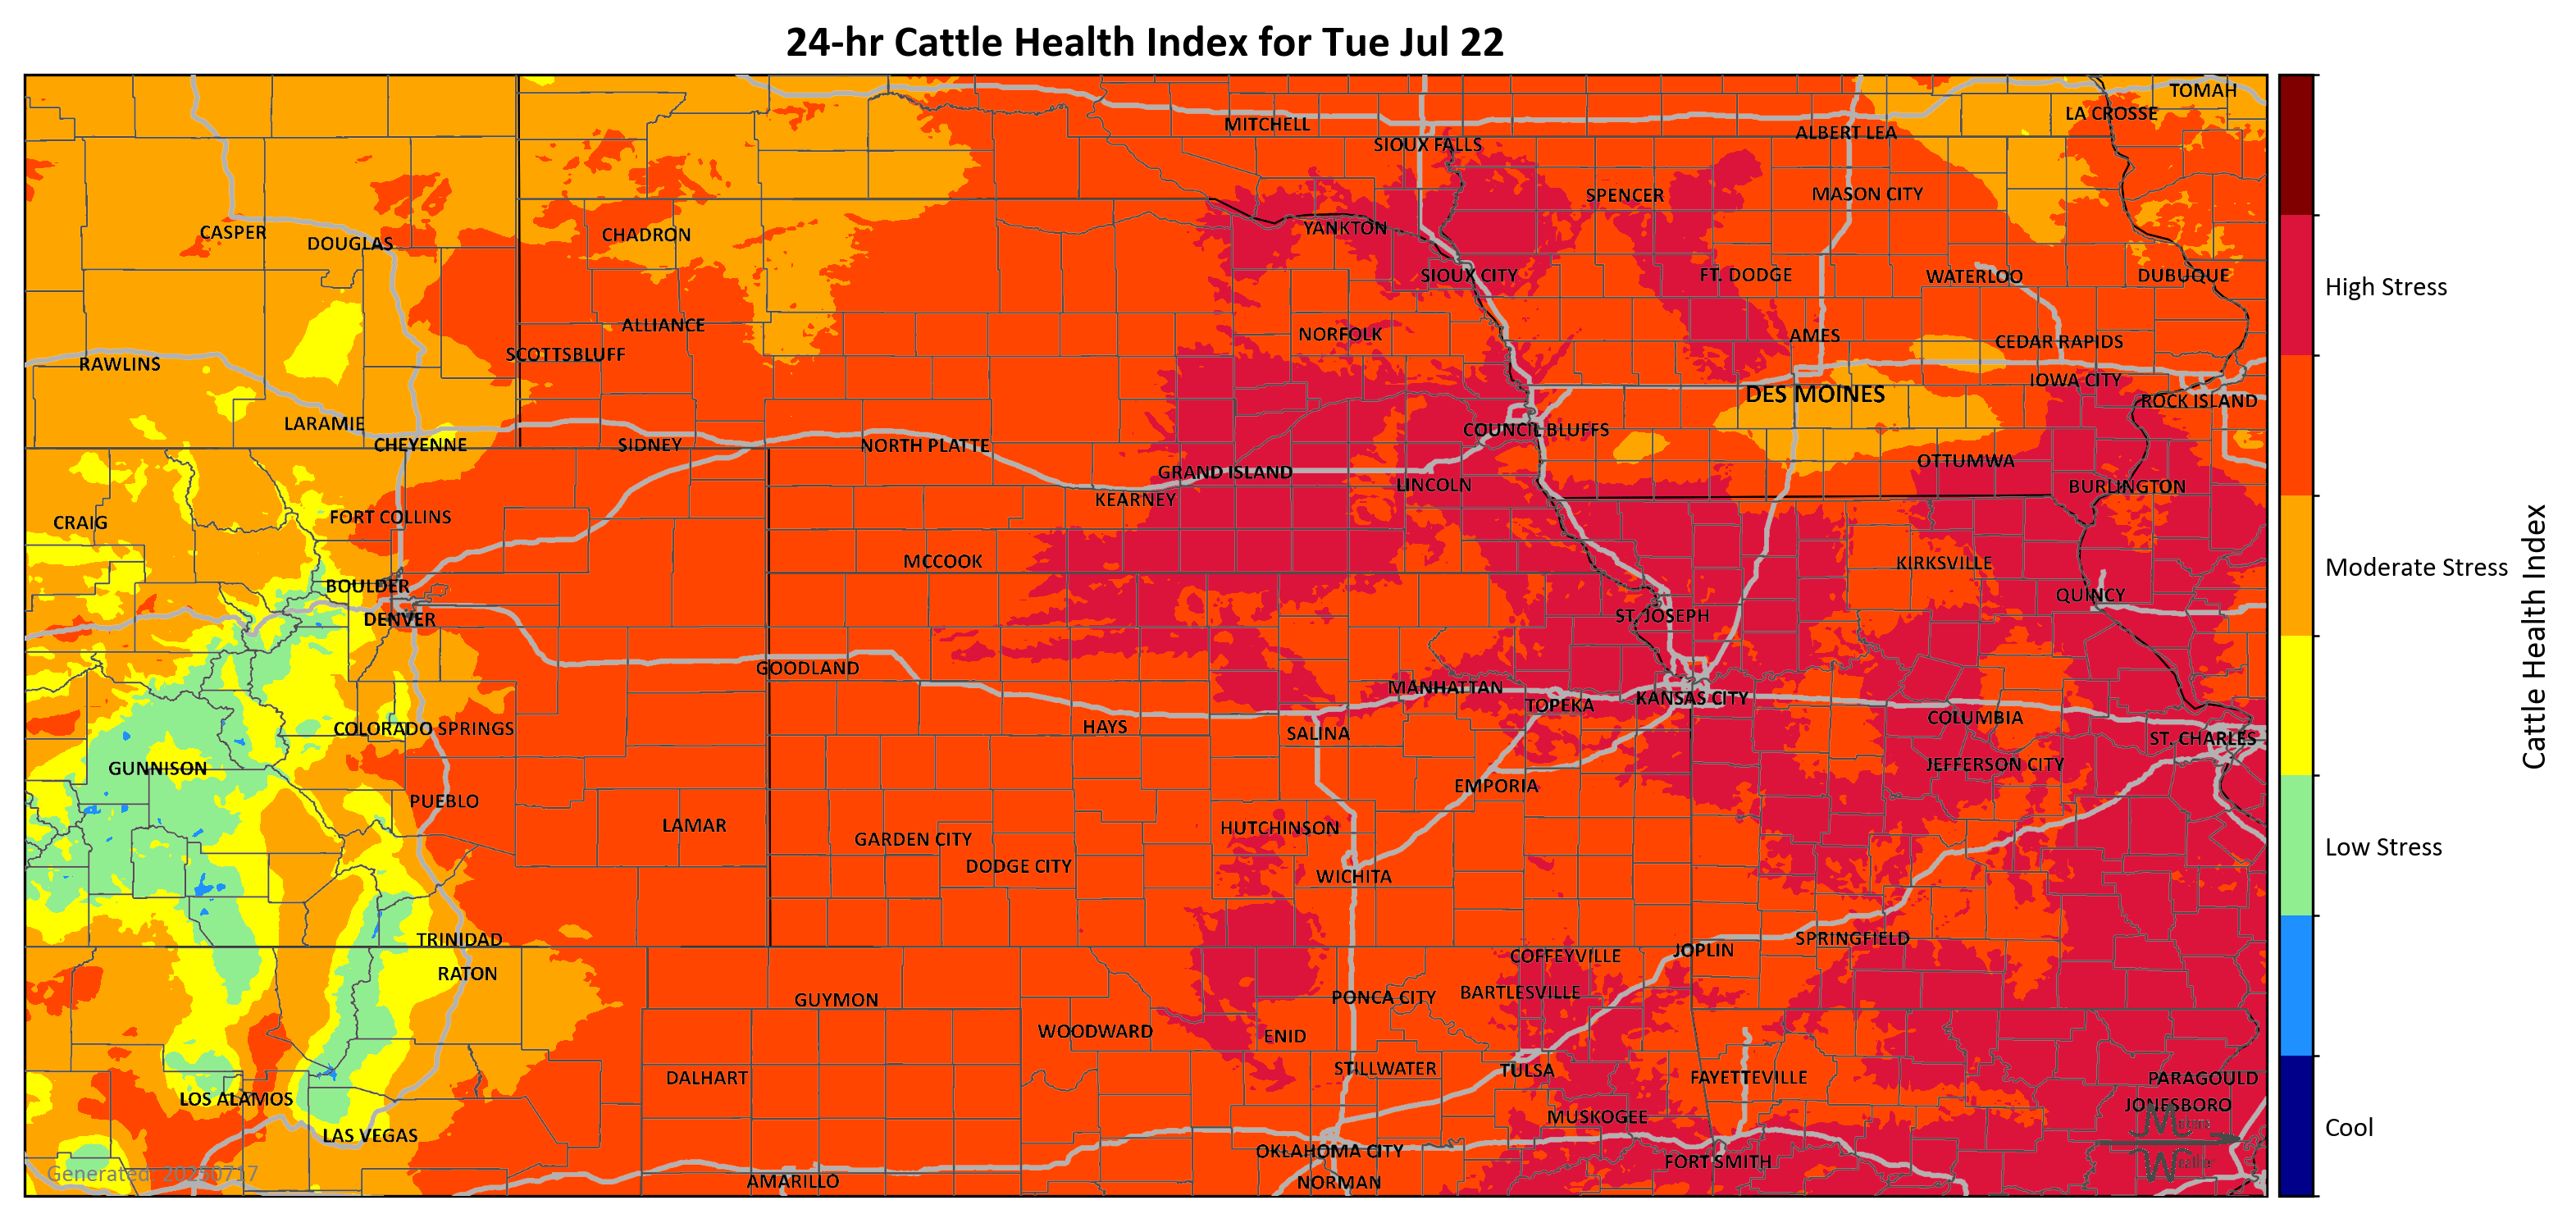 24-hr Cattle Health Index for Tue Jul 22
TOMAH
LA CROSSE
MITCHELL
ALBERT LEA
SIOUX FALLS
SPENCER
MASON CITY
CASPER
DOUGLAS
CHADRON
YANKTON
SIOUX CITY
FT. DODGE
WATERLOO
DUBUQUE
High Stress
ALLIANCE
NORFOLK
AMES
CEDAR RAPIDS
SCOTTSBLUFF
RAWLINS
IOWA CITY
DES MOINES
ROCK ISLAND
LARAMIE
COUNCIL BLUFFS
CHEYENNE
SIDNEY
NORTH PLATTE
OTTUMWA
GRAND ISLAND
LINCOLN
BURLINGTON
KEARNEY
CRAIG
FORT COLLINS
MCCOOK
KIRKSVILLE
Moderate Stress
BOULDER
QUINCY
DENVER
ST. JOSEPH
GOODLAND
MANHATTAN
KANSAS CITY
TOPEKA
COLUMBIA
COLORADO SPRINGS
HAYS
SALINA
ST. CHARLES
Cattle Health Index
GUNNISON
JEFFERSON CITY
EMPORIA
PUEBLO
LAMAR
HUTCHINSON
GARDEN CITY
Low Stress
DODGE CITY
WICHITA
TRINIDAD
SPRINGFIELD
JOPLIN
COFFEYVILLE
RATON
BARTLESVILLE
GUYMON
PONCA CITY
WOODWARD
ENID
STILLWATER
TULSA
DALHART
FAYETTEVILLE
PARAGOULD
LOS ALAMOS
JONESBORO
MUSKOGEE
Cool
LAS VEGAS
OKLAHOMA CITY
FORT SMITH
Generated: 20250717
AMARILLO
NORMAN